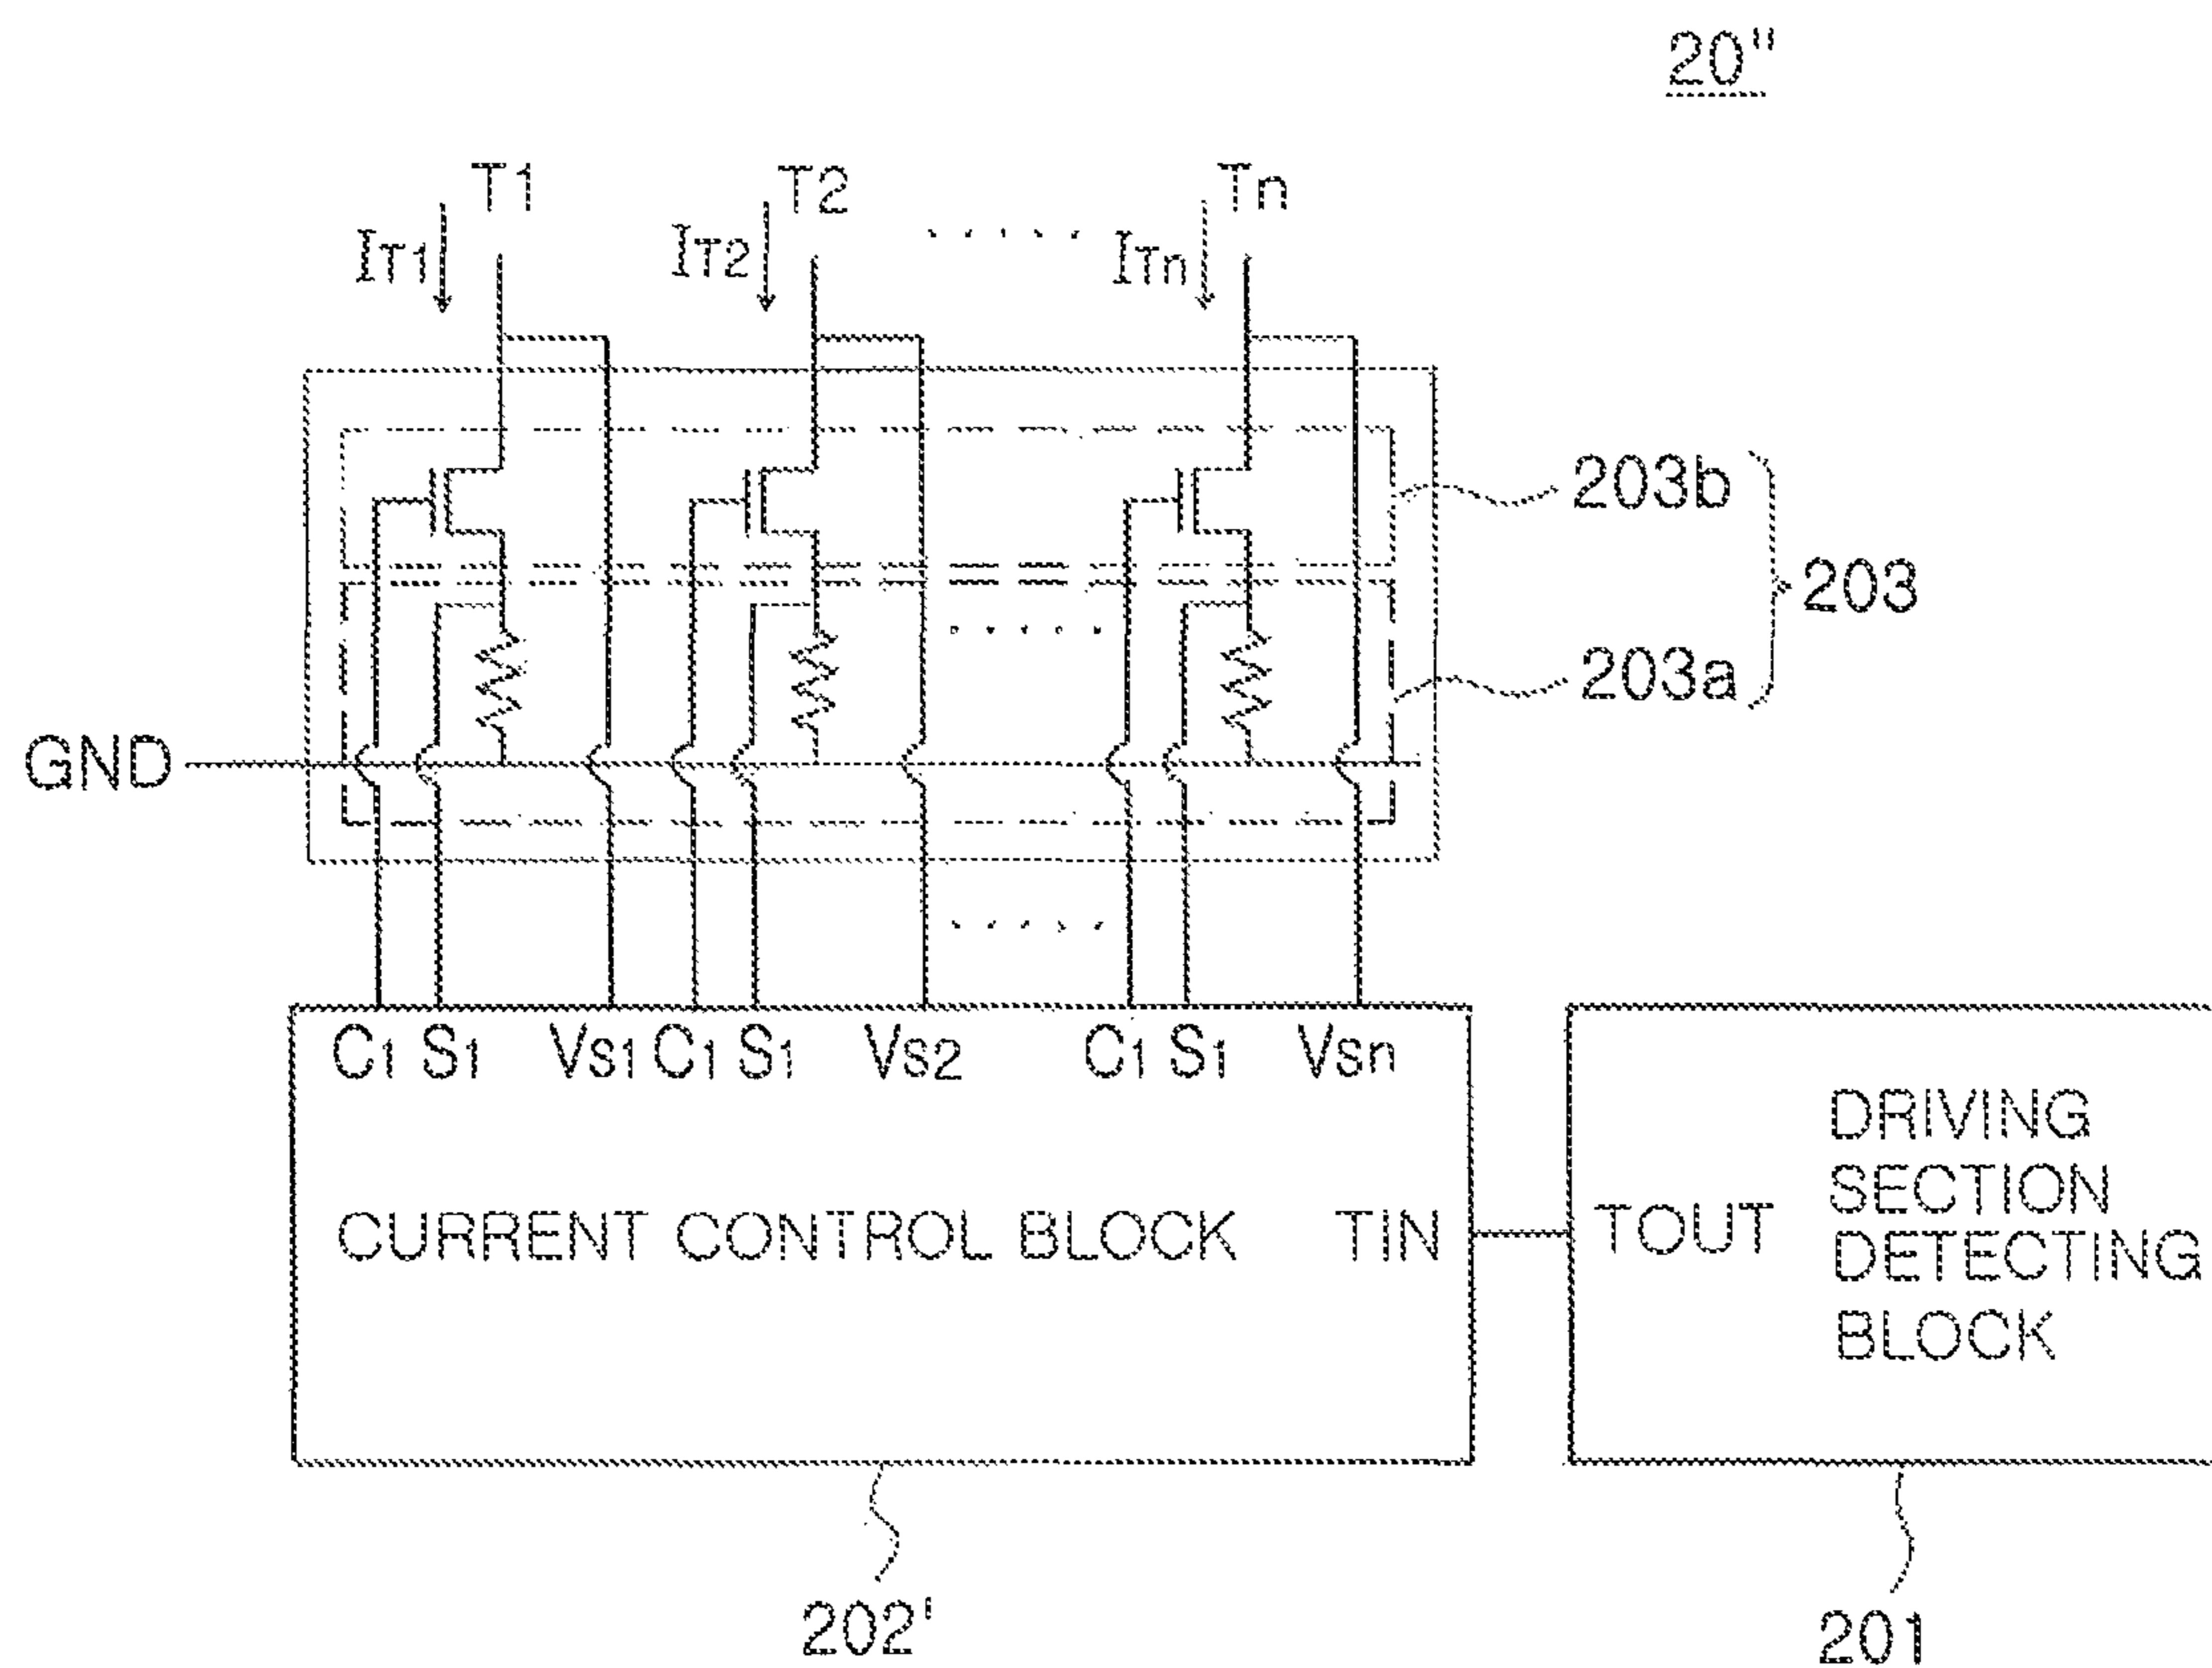 20"
T1 T2 Tn
IT1 IT2 ..... ITn
203b
203
203a
GND
C1 S1 VS1 C1 S1 VS2 C1 S1 VSn
CURRENT CONTROL BLOCK TIN
TOUT
DRIVING
SECTION
DETECTING
BLOCK
202'
201